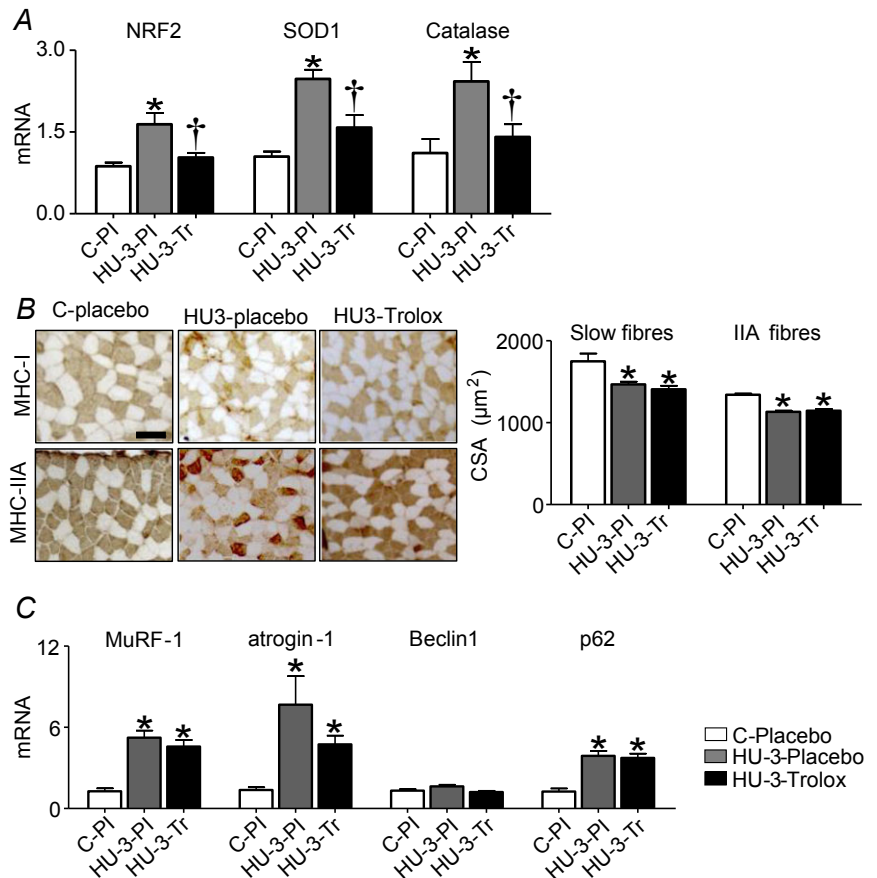 A
NRF2 SOD1 Catalase
3.0
* * *
† † †
1.5
mRNA
0.0
C-Pl HU-3-Pl HU-3-Tr C-Pl HU-3-Pl HU-3-Tr C-Pl HU-3-Pl HU-3-Tr
B
C-placebo HU3-placebo HU3-Trolox
MHC-I
MHC-IIA
Slow fibres IIA fibres
2000
* * * *
1000
CSA (µm²)
0
C-Pl HU-3-Pl HU-3-Tr C-Pl HU-3-Pl HU-3-Tr
C
MuRF-1 atrogin-1 Beclin1 p62
12
* * * * * *
6
mRNA
0
C-Pl HU-3-Pl HU-3-Tr C-Pl HU-3-Pl HU-3-Tr C-Pl HU-3-Pl HU-3-Tr C-Pl HU-3-Pl HU-3-Tr
C-Placebo
HU-3-Placebo
HU-3-Trolox